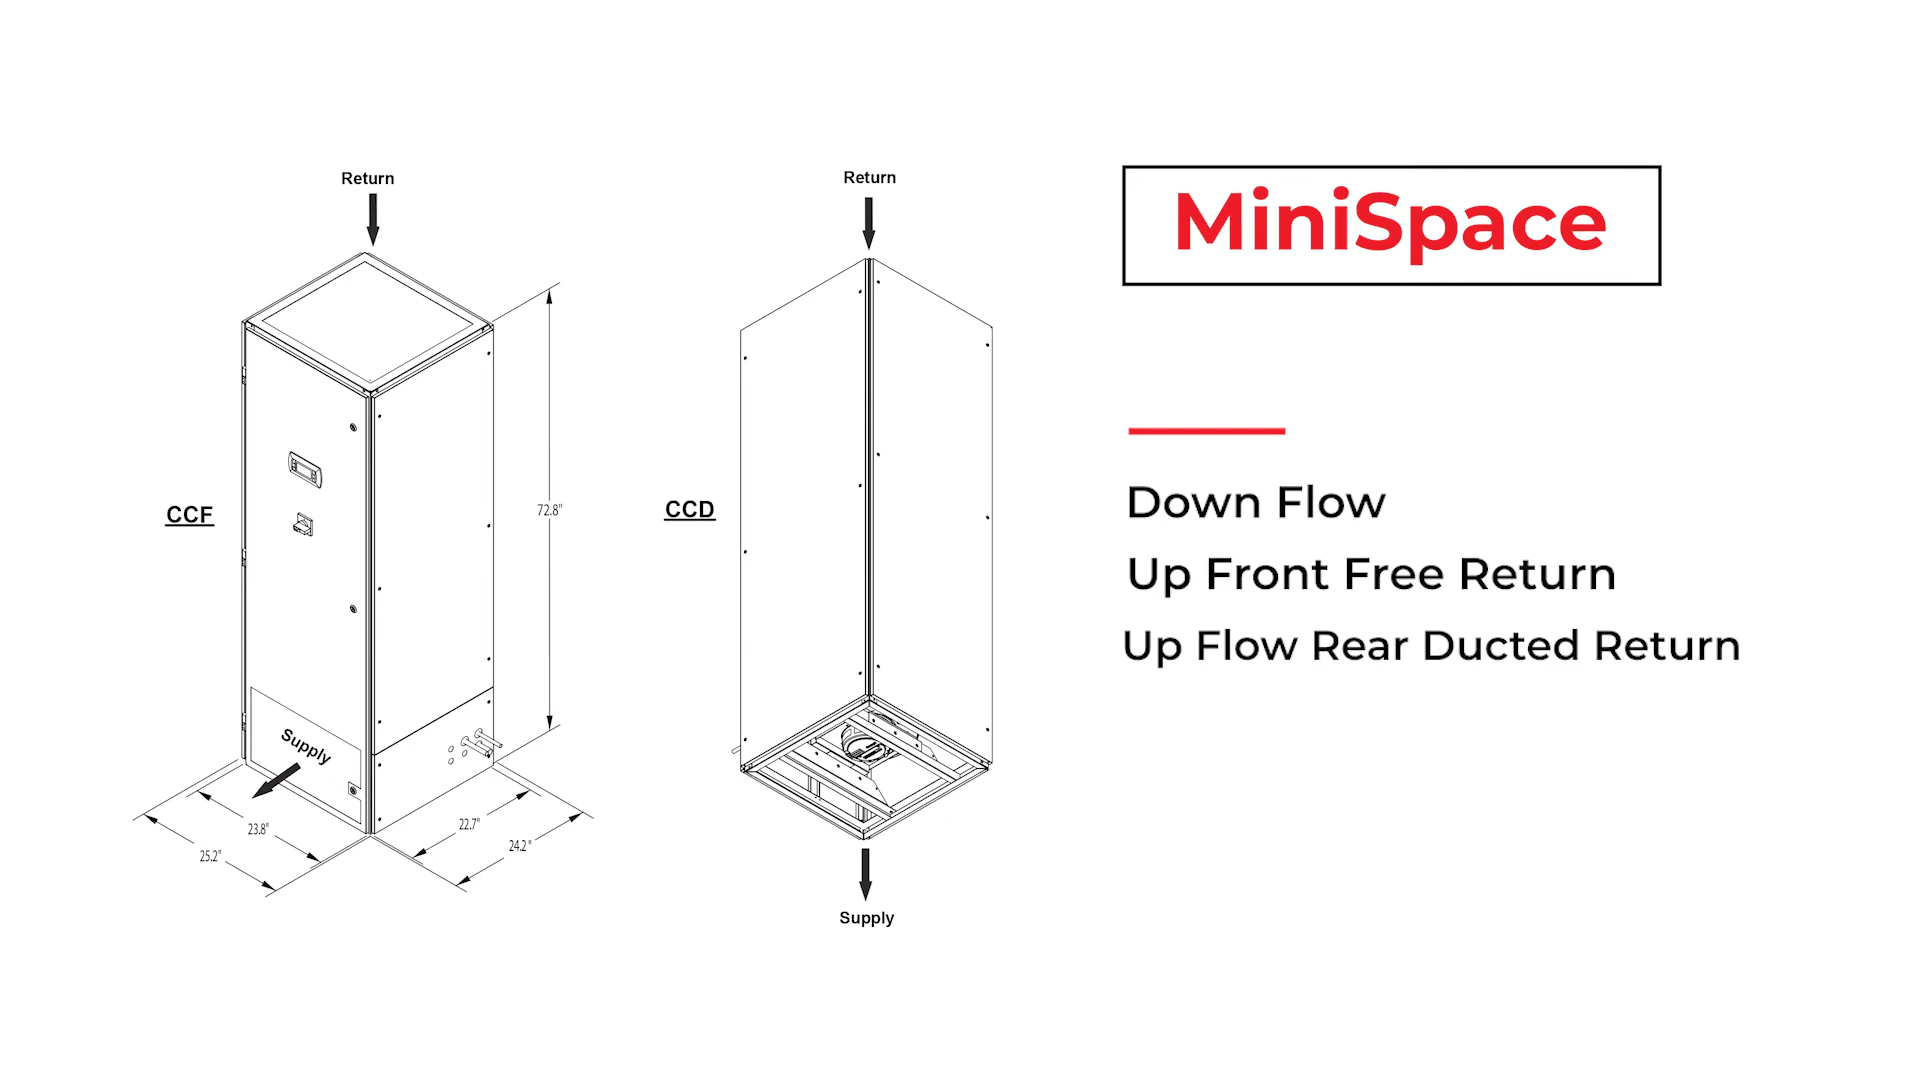 Return
CCF
72.8"
Supply
23.8"
25.2"
22.7"
24.2"
Return
CCD
Supply
MiniSpace
Down Flow
Up Front Free Return
Up Flow Rear Ducted Return